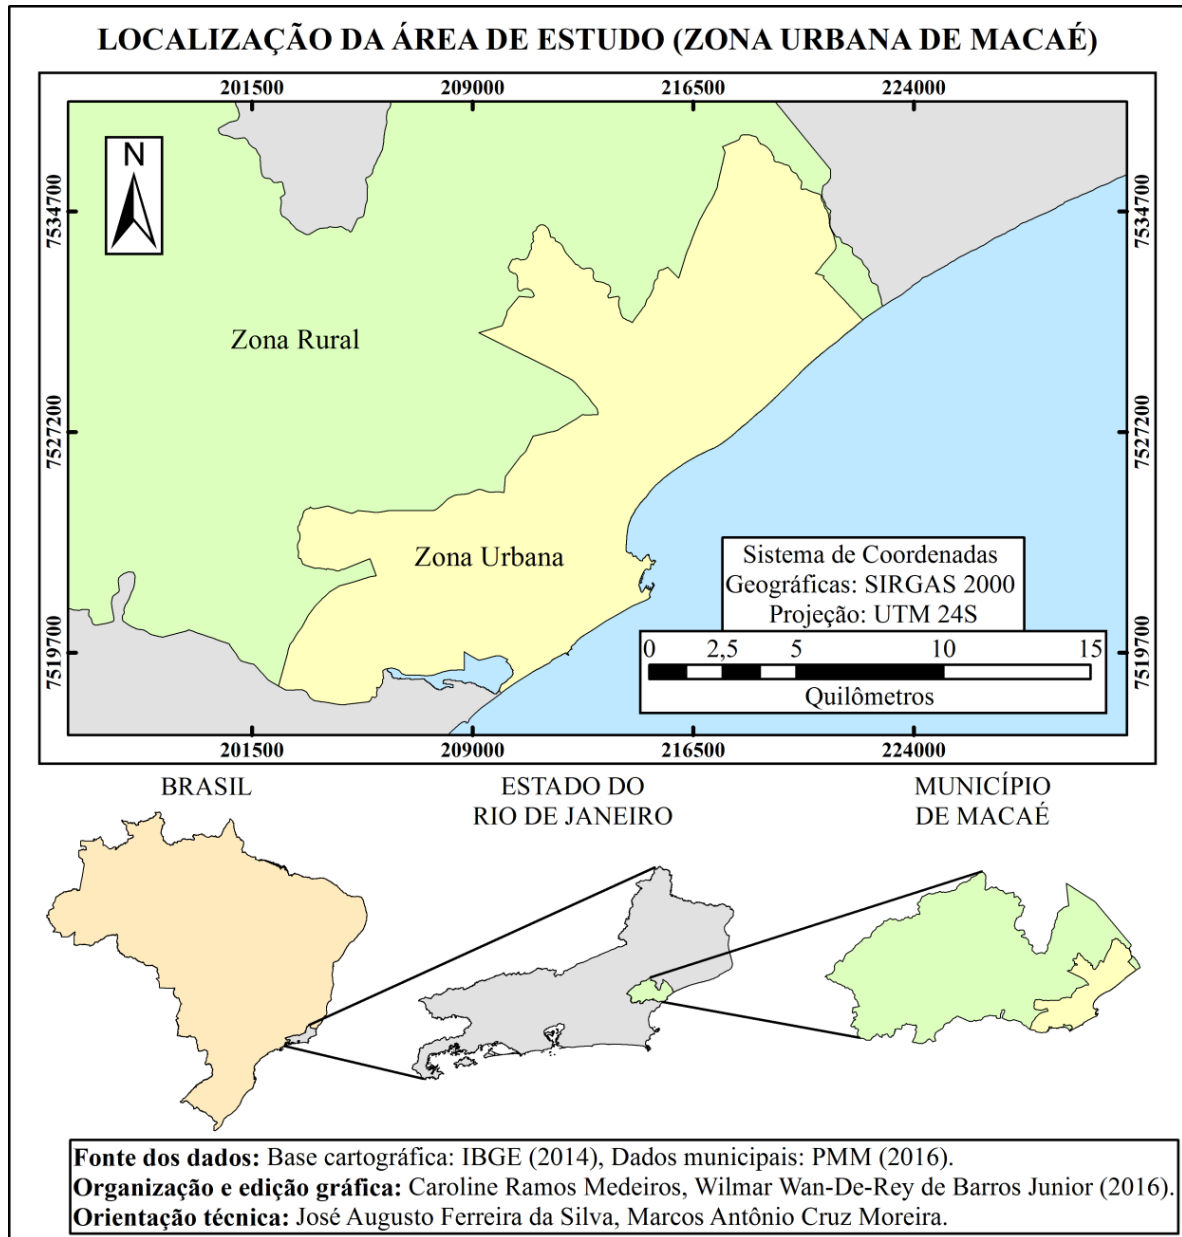 LOCALIZAÇÃO DA ÁREA DE ESTUDO (ZONA URBANA DE MACAÉ)
201500 209000 216500 224000
N
7534700 7534700
Zona Rural
7527200 7527200
Zona Urbana
Sistema de Coordenadas
Geográficas: SIRGAS 2000
Projeção: UTM 24S
7519700 7519700
0 2,5 5 10 15
Quilômetros
201500 209000 216500 224000
BRASIL
ESTADO DO
RIO DE JANEIRO
MUNICÍPIO
DE MACAÉ
Fonte dos dados: Base cartográfica: IBGE (2014), Dados municipais: PMM (2016).
Organização e edição gráfica: Caroline Ramos Medeiros, Wilmar Wan-De-Rey de Barros Junior (2016).
Orientação técnica: José Augusto Ferreira da Silva, Marcos Antônio Cruz Moreira.